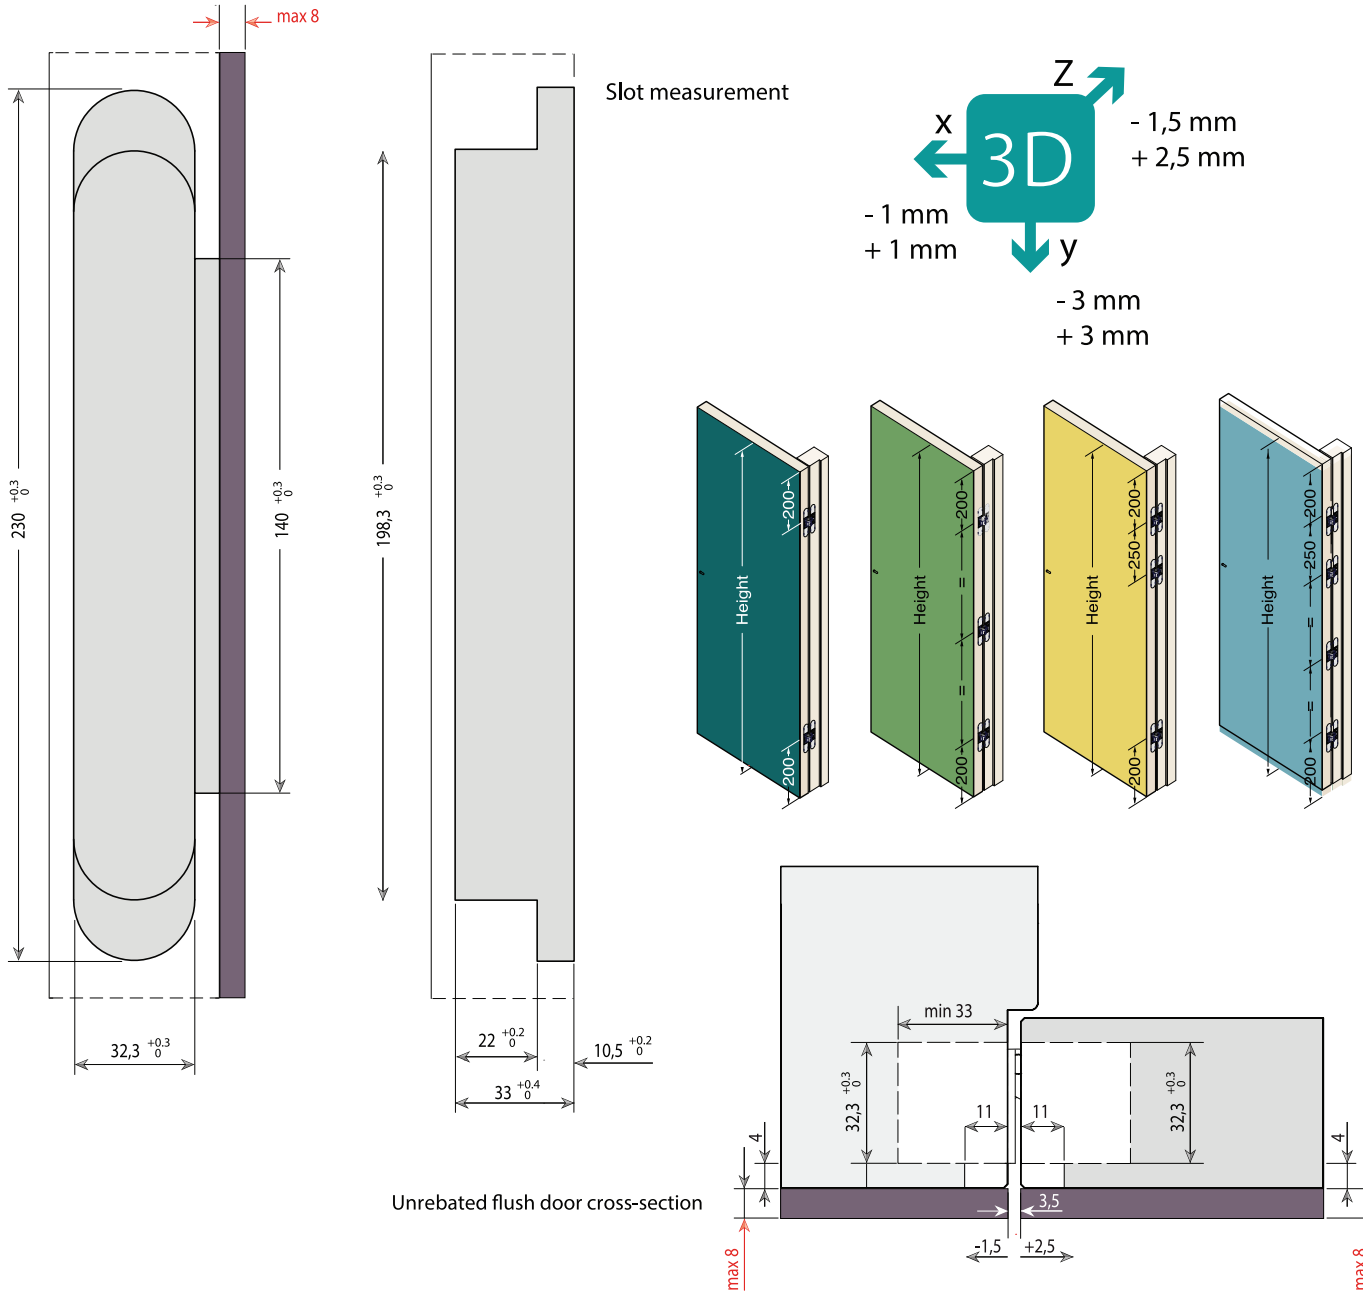 max 8
230 +0.3 0
140 +0.3 0
32,3 +0.3 0
Slot measurement
198,3 +0.3 0
22 +0.2 0
10,5 +0.2 0
33 +0.4 0
Z
x
3D
y
- 1,5 mm
+ 2,5 mm
- 1 mm
+ 1 mm
- 3 mm
+ 3 mm
Height
200
200
Height
200
=
=
200
Height
200
250
200
Height
200
250
=
=
200
Unrebated flush door cross-section
min 33
32,3 +0.3 0
32,3 +0.3 0
11
11
4
4
3,5
-1,5
+2,5
max 8
max 8